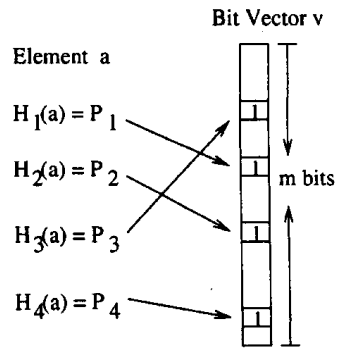 Bit Vector v
Element a
H1(a) = P1
H2(a) = P2
H3(a) = P3
H4(a) = P4
1
1
1
1
m bits